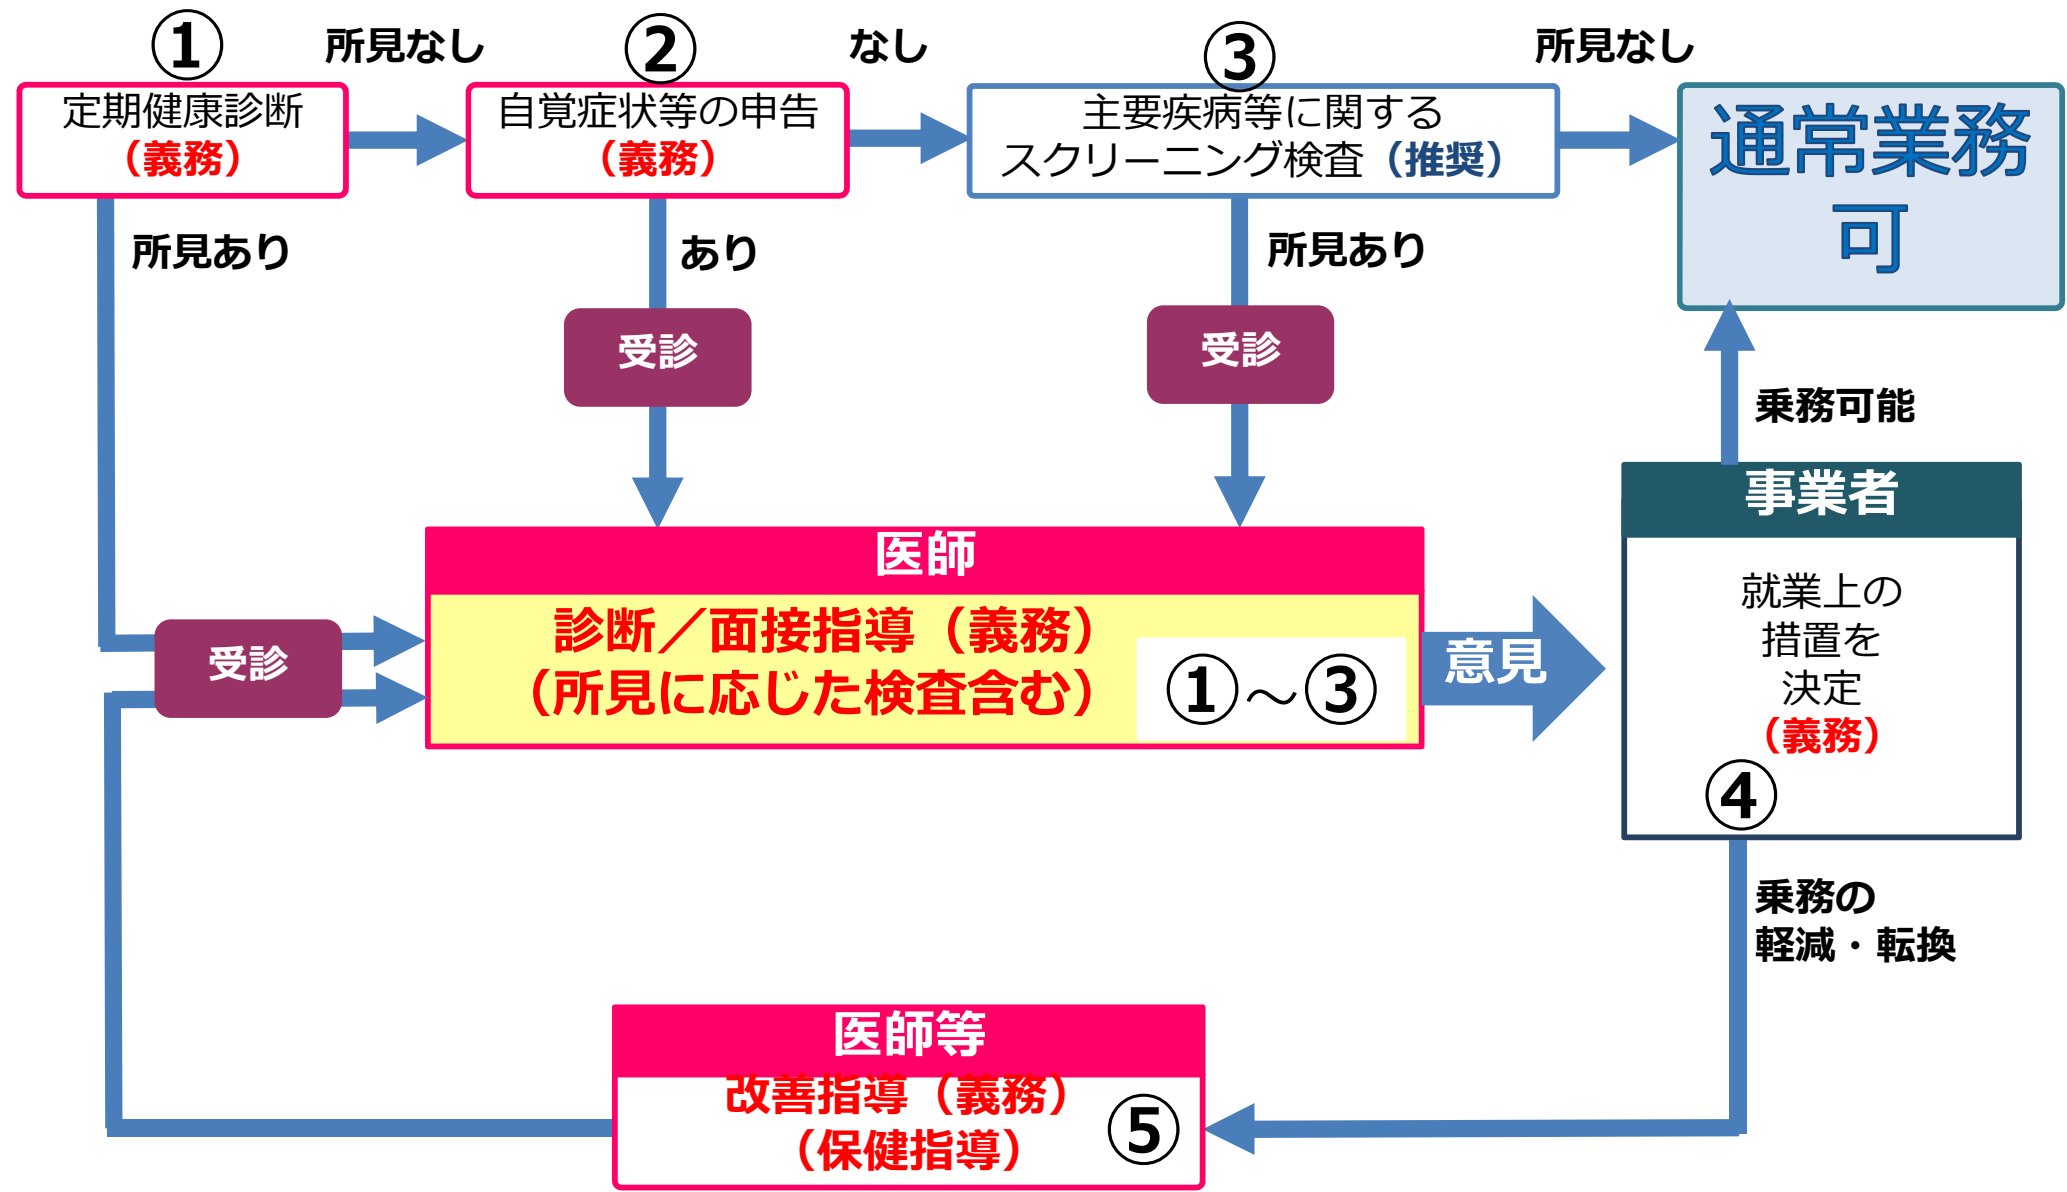 ①
所見なし
②
なし
③
所見なし
定期健康診断
（義務）
自覚症状等の申告
（義務）
主要疾病等に関する
スクリーニング検査（推奨）
通常業務
可
所見あり
あり
所見あり
受診
受診
乗務可能
医師
診断／面接指導（義務）
（所見に応じた検査含む）
①～③
受診
意見
事業者
就業上の
措置を
決定
（義務）
④
乗務の
軽減・転換
医師等
改善指導（義務）
（保健指導）
⑤